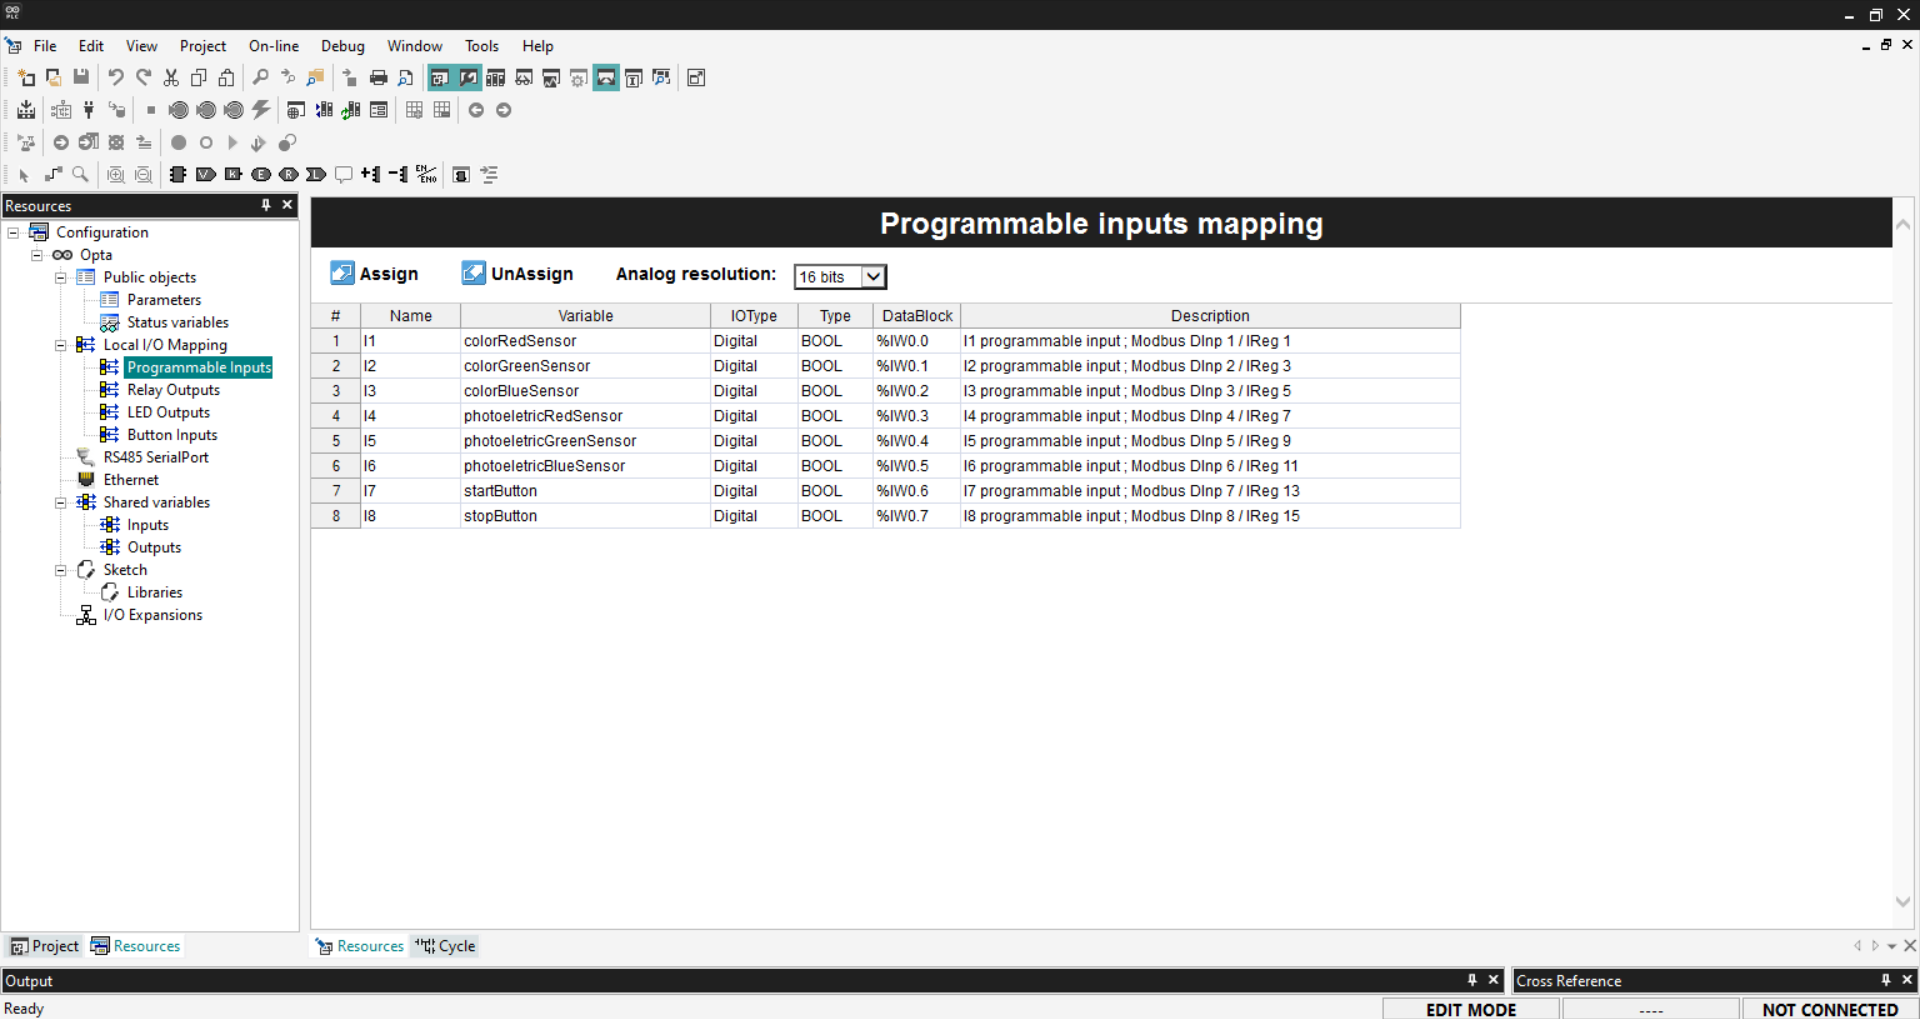 PLC
File Edit View Project On-line Debug Window Tools Help
Resources
Configuration
Opta
Public objects
Parameters
Status variables
Local I/O Mapping
Programmable Inputs
Relay Outputs
LED Outputs
Button Inputs
RS485 SerialPort
Ethernet
Shared variables
Inputs
Outputs
Sketch
Libraries
I/O Expansions
Project Resources
Programmable inputs mapping
Assign UnAssign Analog resolution: 16 bits
# Name Variable IOType Type DataBlock Description
1 I1 colorRedSensor Digital BOOL %IW0.0 I1 programmable input ; Modbus DInp 1 / IReg 1
2 I2 colorGreenSensor Digital BOOL %IW0.1 I2 programmable input ; Modbus DInp 2 / IReg 3
3 I3 colorBlueSensor Digital BOOL %IW0.2 I3 programmable input ; Modbus DInp 3 / IReg 5
4 I4 photoeletricRedSensor Digital BOOL %IW0.3 I4 programmable input ; Modbus DInp 4 / IReg 7
5 I5 photoeletricGreenSensor Digital BOOL %IW0.4 I5 programmable input ; Modbus DInp 5 / IReg 9
6 I6 photoeletricBlueSensor Digital BOOL %IW0.5 I6 programmable input ; Modbus DInp 6 / IReg 11
7 I7 startButton Digital BOOL %IW0.6 I7 programmable input ; Modbus DInp 7 / IReg 13
8 I8 stopButton Digital BOOL %IW0.7 I8 programmable input ; Modbus DInp 8 / IReg 15
Resources Cycle
Output
Cross Reference
Ready
EDIT MODE ---- NOT CONNECTED